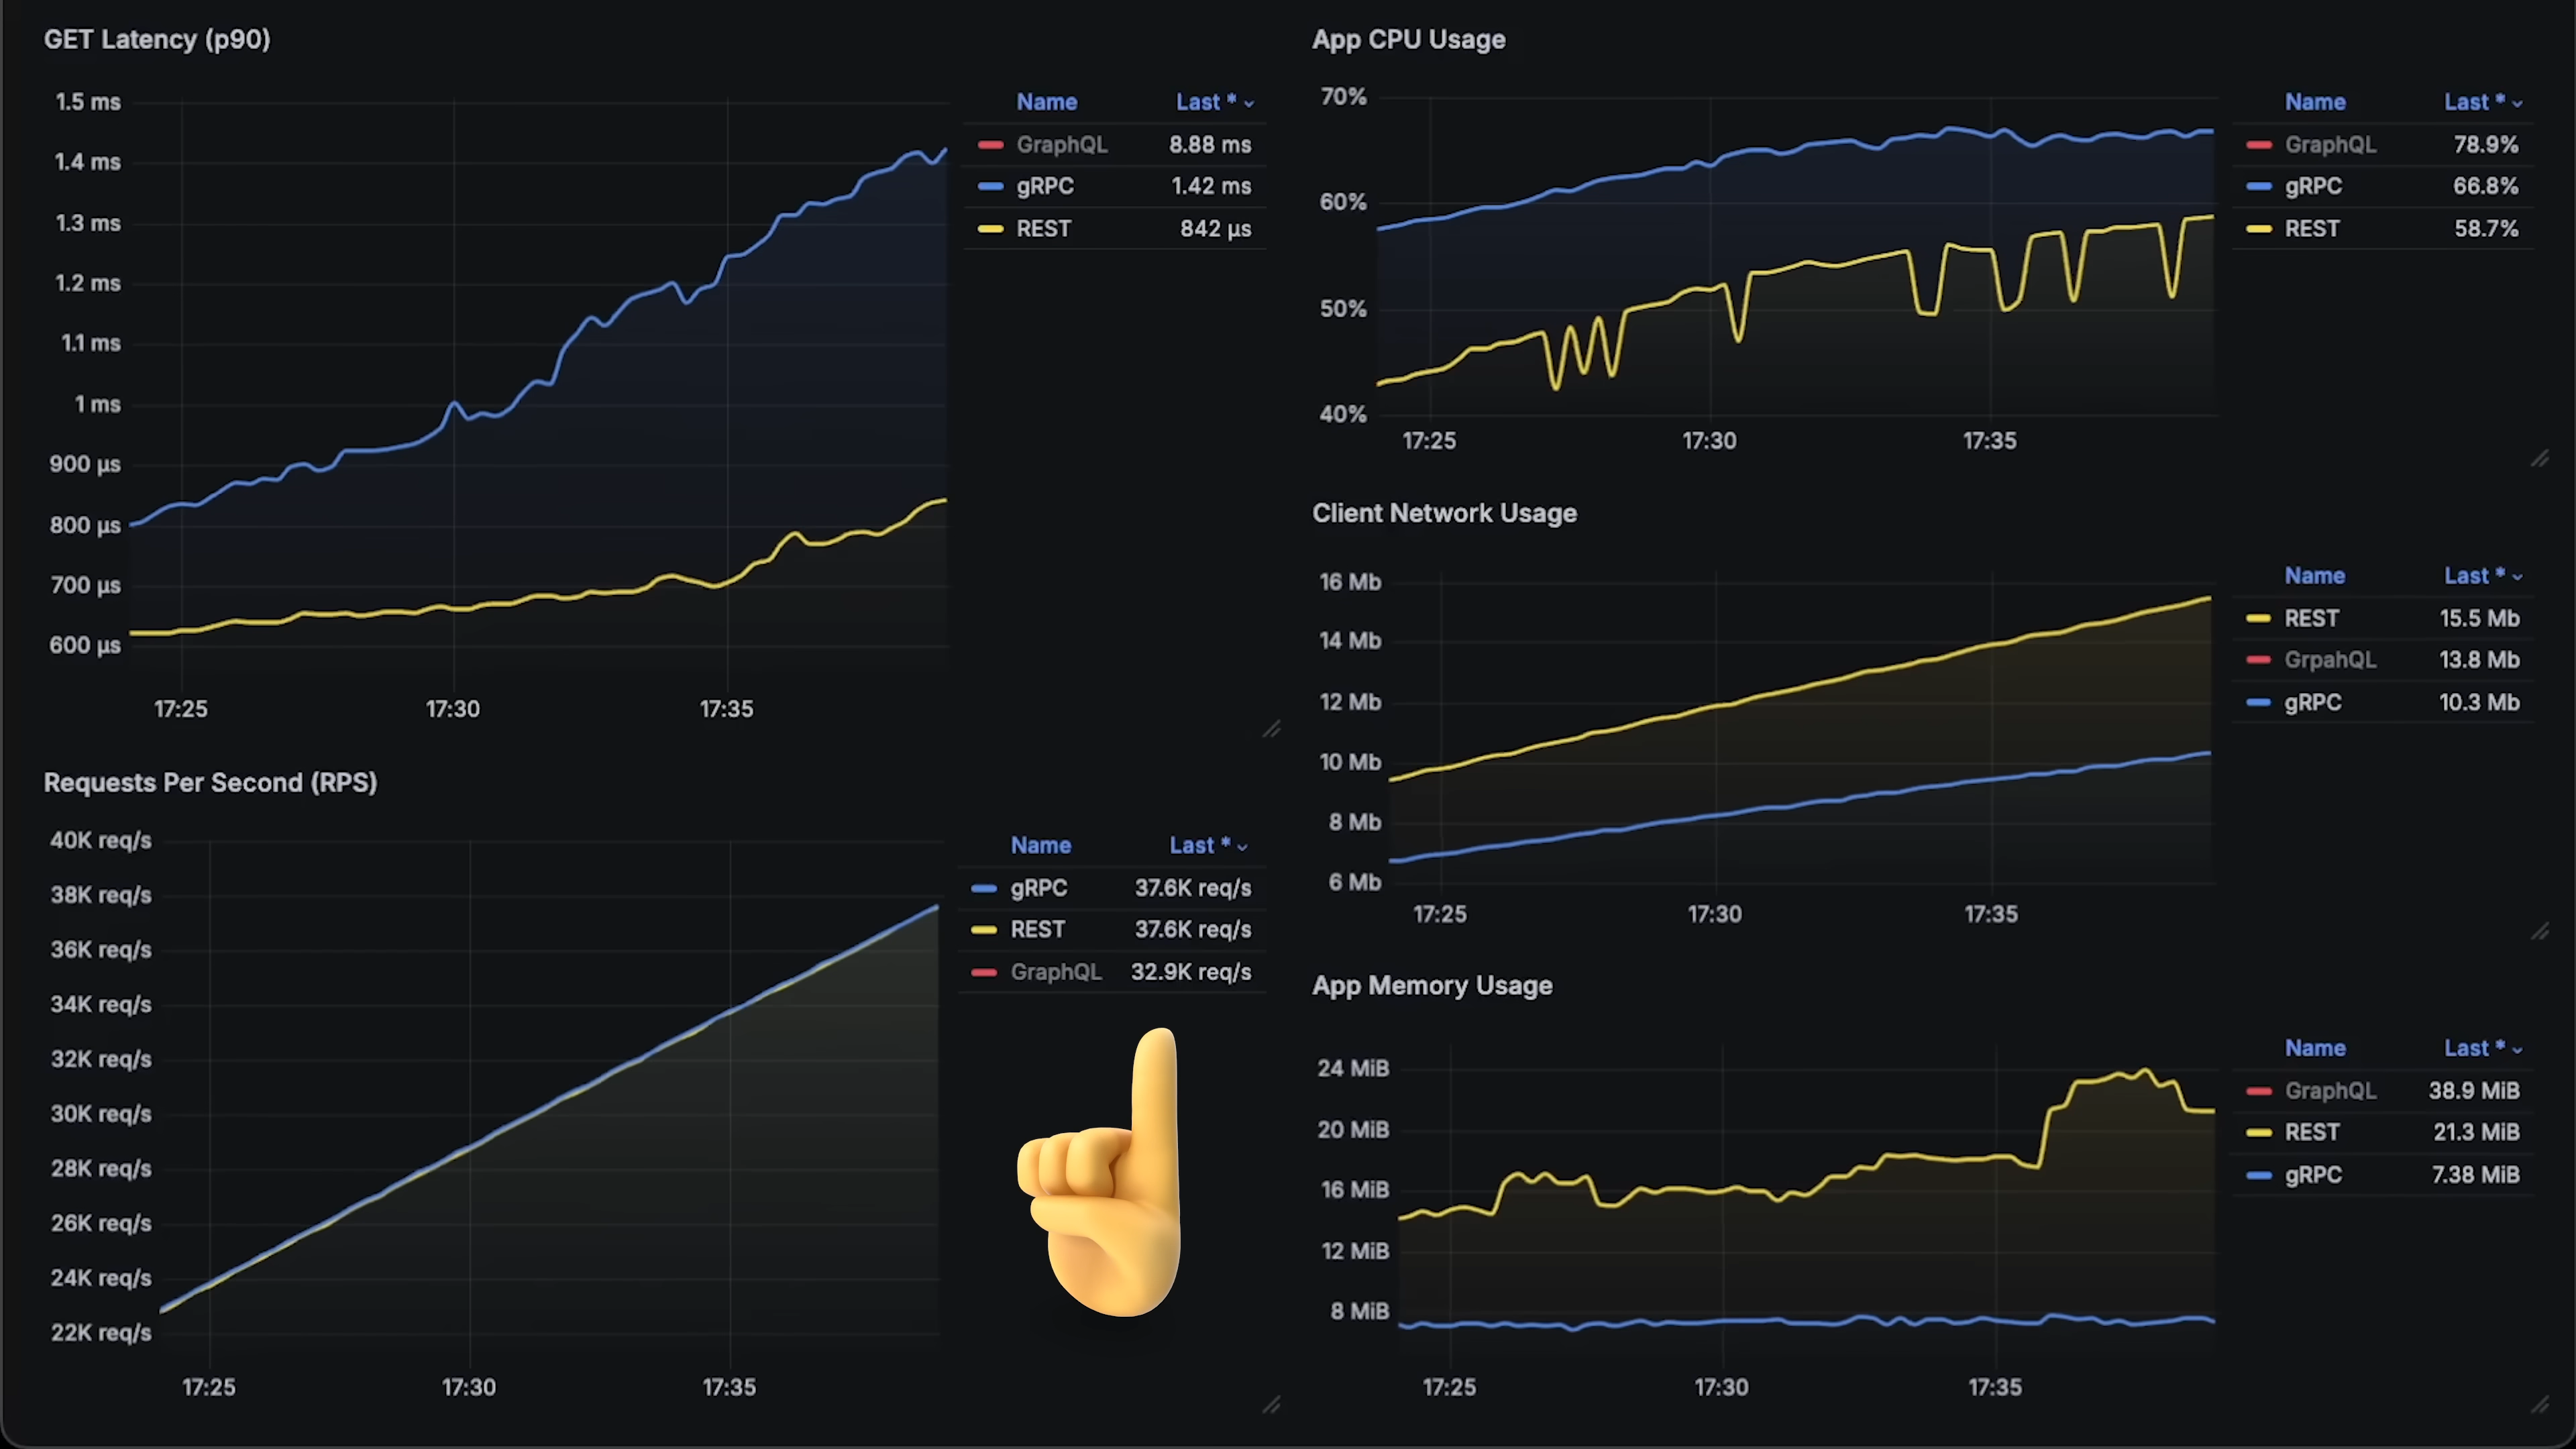 GET Latency (p90)
1.5 ms
1.4 ms
1.3 ms
1.2 ms
1.1 ms
1 ms
900 µs
800 µs
700 µs
600 µs
17:25 17:30 17:35
Name Last *
GraphQL 8.88 ms
gRPC 1.42 ms
REST 842 µs
Requests Per Second (RPS)
40K req/s
38K req/s
36K req/s
34K req/s
32K req/s
30K req/s
28K req/s
26K req/s
24K req/s
22K req/s
17:25 17:30 17:35
Name Last *
gRPC 37.6K req/s
REST 37.6K req/s
GraphQL 32.9K req/s
App CPU Usage
70%
60%
50%
40%
17:25 17:30 17:35
Name Last *
GraphQL 78.9%
gRPC 66.8%
REST 58.7%
Client Network Usage
16 Mb
14 Mb
12 Mb
10 Mb
8 Mb
6 Mb
17:25 17:30 17:35
Name Last *
REST 15.5 Mb
GrpahQL 13.8 Mb
gRPC 10.3 Mb
App Memory Usage
24 MiB
20 MiB
16 MiB
12 MiB
8 MiB
17:25 17:30 17:35
Name Last *
GraphQL 38.9 MiB
REST 21.3 MiB
gRPC 7.38 MiB